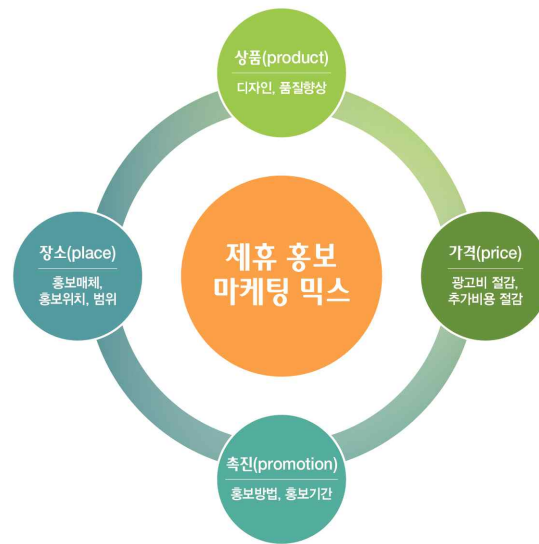 상품(product)
디자인, 품질향상
장소(place)
홍보매체,
홍보위치, 범위
제휴 홍보
마케팅 믹스
가격(price)
광고비 절감,
추가비용 절감
촉진(promotion)
홍보방법, 홍보기간